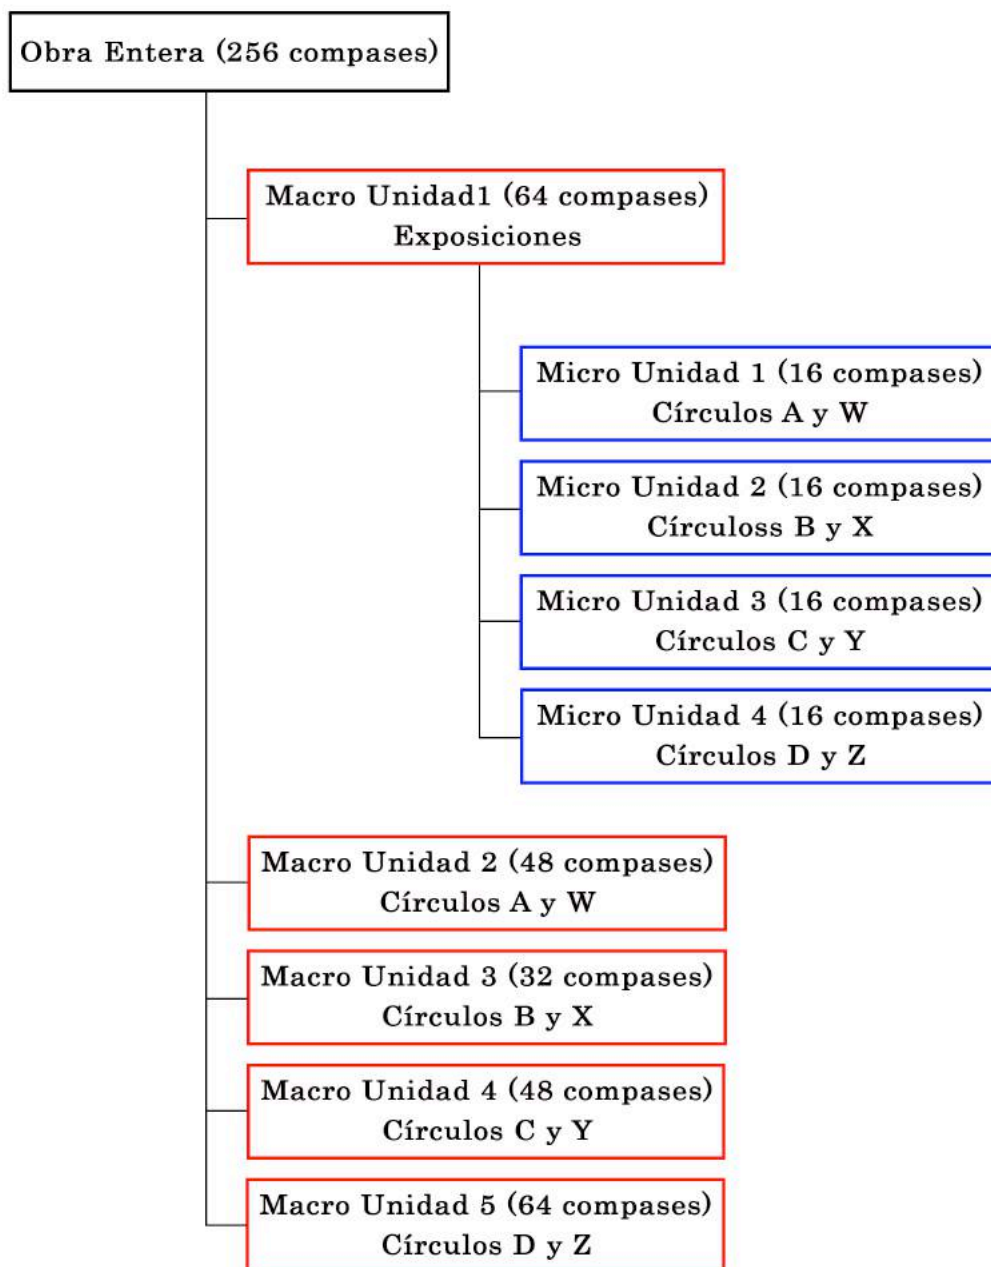 Obra Entera (256 compases)
Macro Unidad1 (64 compases)
Exposiciones
Micro Unidad 1 (16 compases)
Círculos A y W
Micro Unidad 2 (16 compases)
Círculoss B y X
Micro Unidad 3 (16 compases)
Círculos C y Y
Micro Unidad 4 (16 compases)
Círculos D y Z
Macro Unidad 2 (48 compases)
Círculos A y W
Macro Unidad 3 (32 compases)
Círculos B y X
Macro Unidad 4 (48 compases)
Círculos C y Y
Macro Unidad 5 (64 compases)
Círculos D y Z